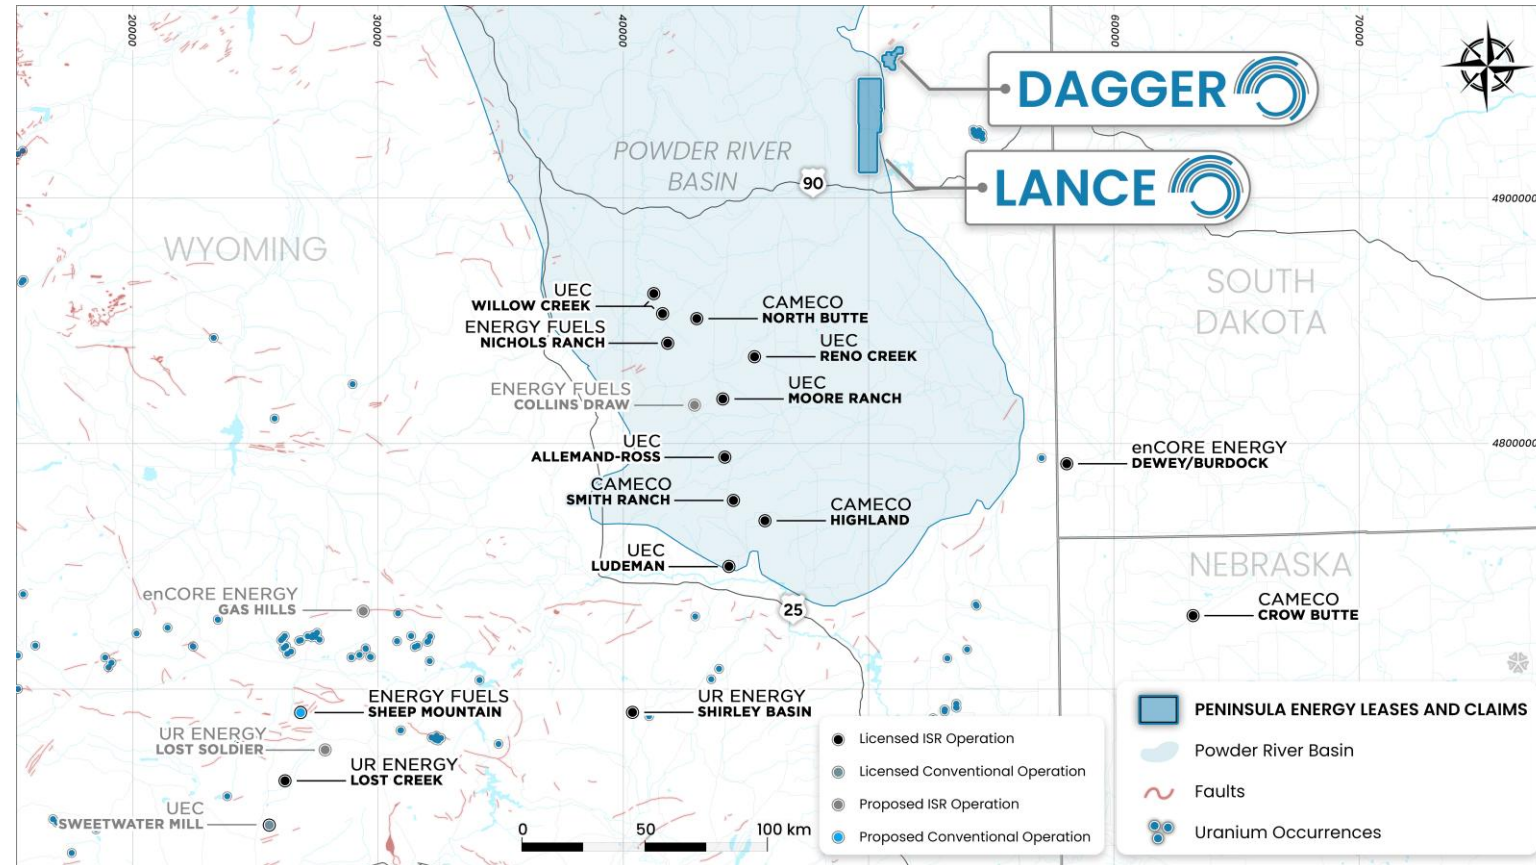 200000
300000
400000
600000
700000
DAGGER
LANCE
POWDER RIVER
BASIN
90
4900000
WYOMING
SOUTH
DAKOTA
UEC
WILLOW CREEK
CAMECO
NORTH BUTTE
ENERGY FUELS
NICHOLS RANCH
UEC
RENO CREEK
ENERGY FUELS
COLLINS DRAW
UEC
MOORE RANCH
4800000
UEC
ALLEMAND-ROSS
enCORE ENERGY
DEWEY/BURDOCK
CAMECO
SMITH RANCH
CAMECO
HIGHLAND
UEC
LUDEMAN
NEBRASKA
enCORE ENERGY
GAS HILLS
25
CAMECO
CROW BUTTE
ENERGY FUELS
SHEEP MOUNTAIN
UR ENERGY
SHIRLEY BASIN
UR ENERGY
LOST SOLDIER
UR ENERGY
LOST CREEK
UEC
SWEETWATER MILL
0 50 100 km
Licensed ISR Operation
Licensed Conventional Operation
Proposed ISR Operation
Proposed Conventional Operation
PENINSULA ENERGY LEASES AND CLAIMS
Powder River Basin
Faults
Uranium Occurrences